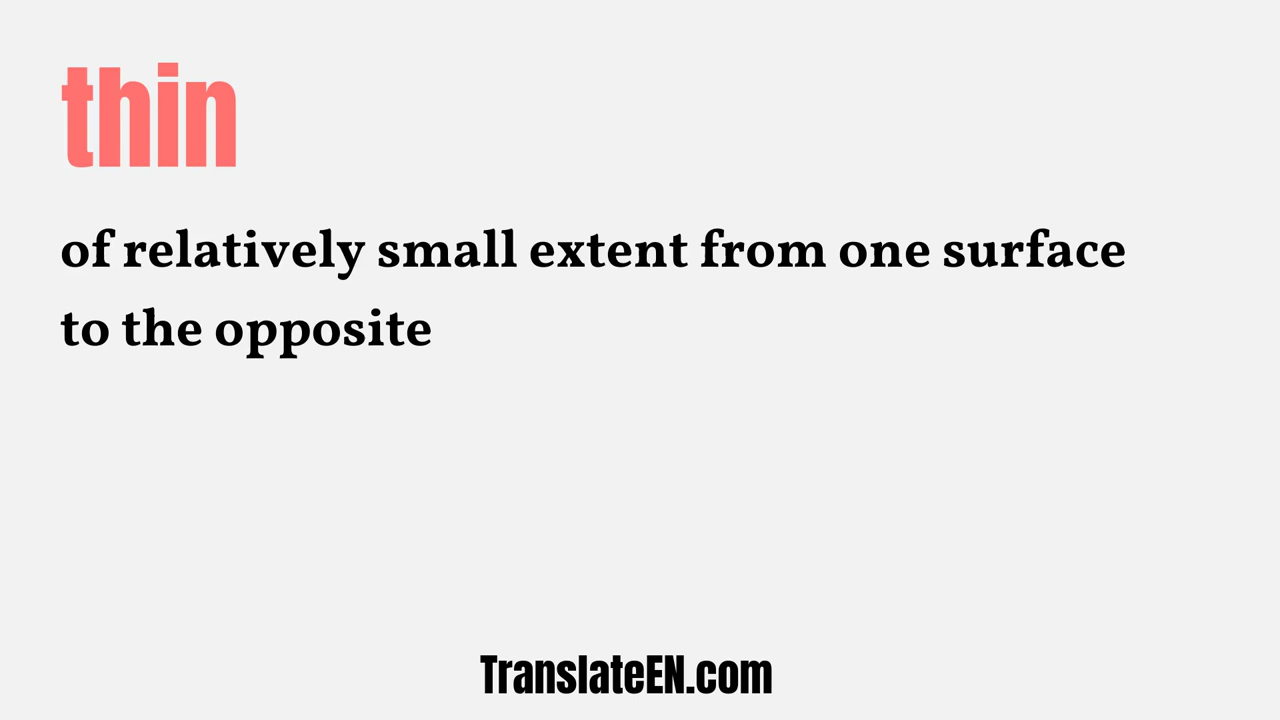 thin
of relatively small extent from one surface
to the opposite
TranslateEN.com